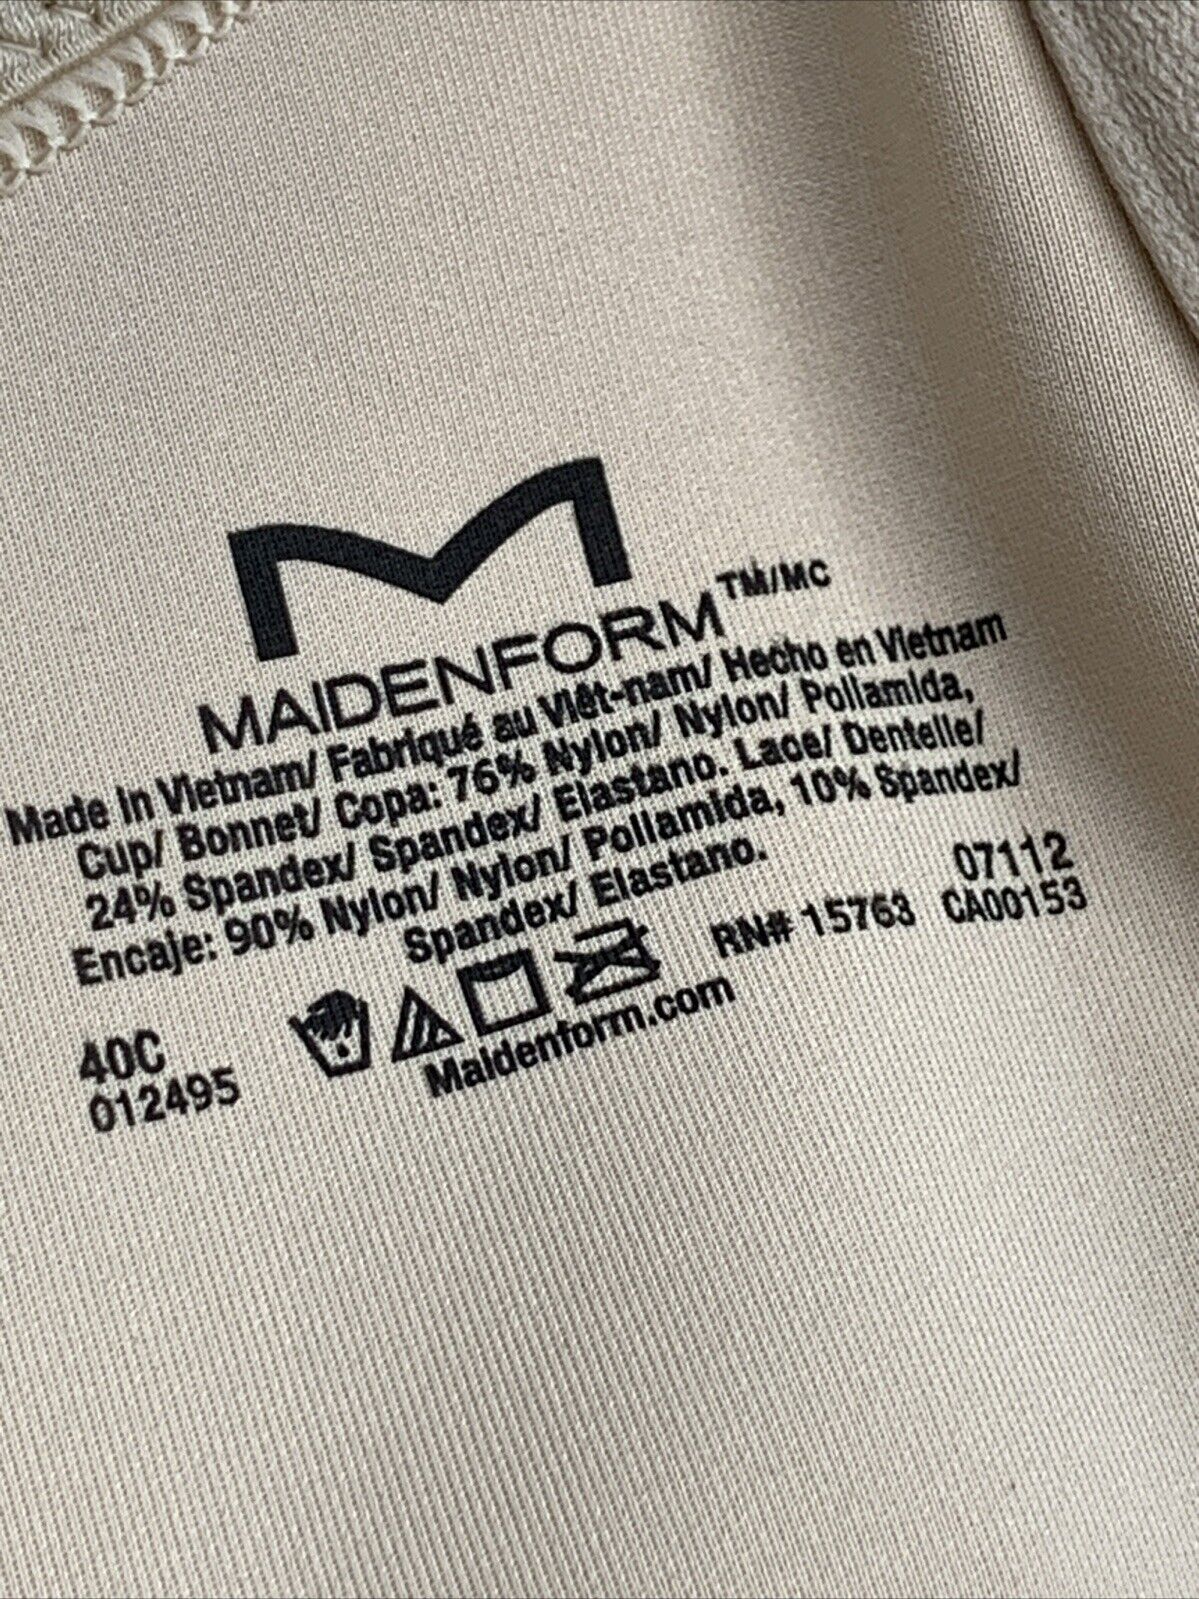 MAIDENFORM™/MC
Made in Vietnam/ Fabriqué au Viêt-nam/ Hecho en Vietnam
Cup/ Bonnet/ Copa: 76% Nylon/ Nylon/ Poliamida,
24% Spandex/ Spandex/ Elastano. Lace/ Dentelle/
Encaje: 90% Nylon/ Nylon/ Poliamida, 10% Spandex/
Spandex/ Elastano.
07112
RN# 15763 CA00153
40C
012495
Maidenform.com